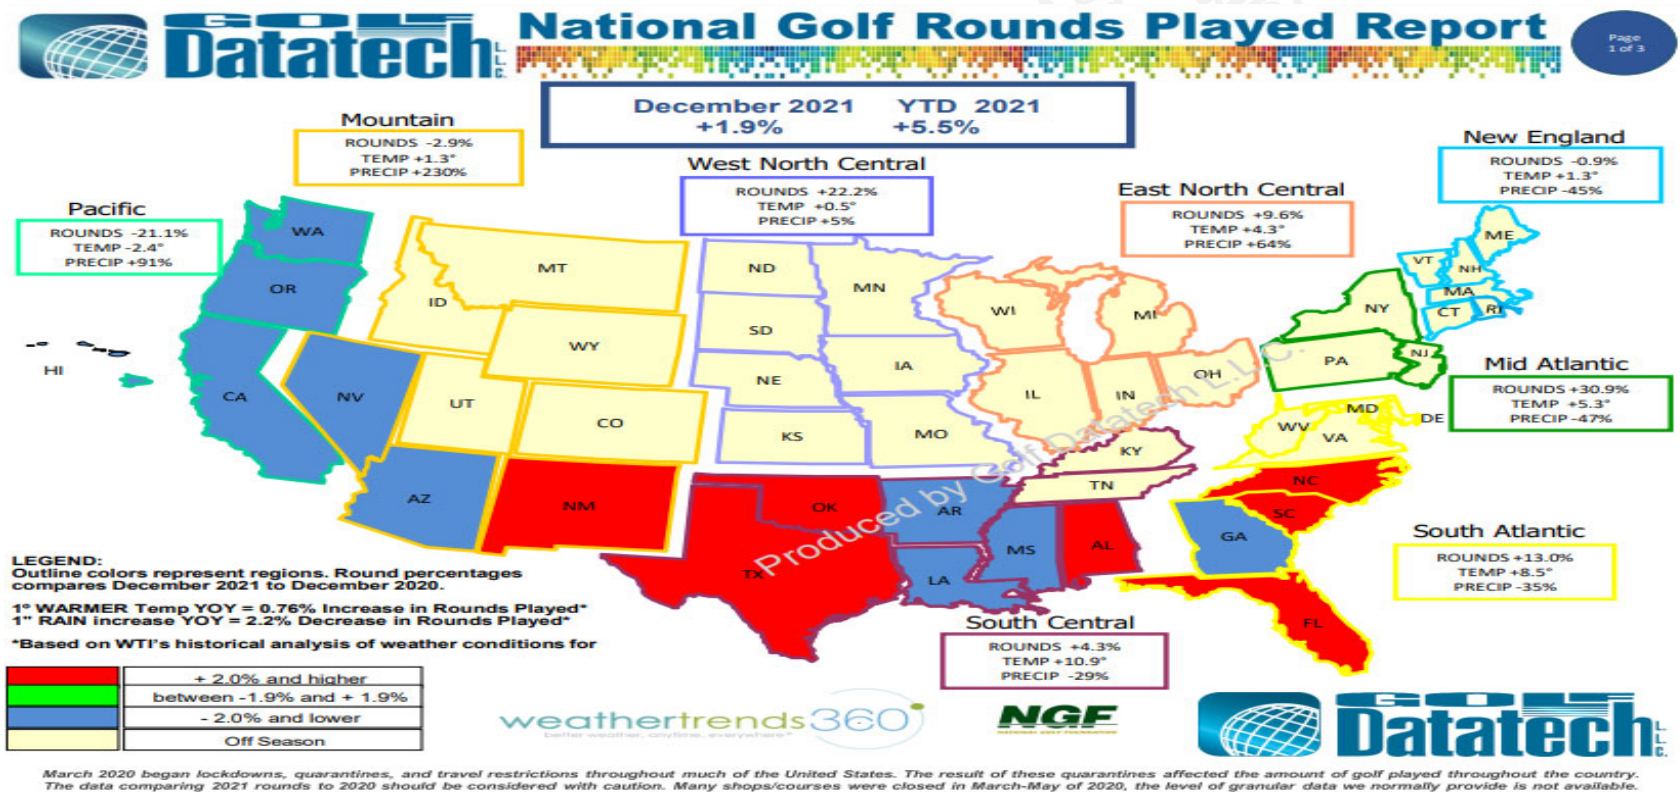 GOLF
Datatech L.L.C.
National Golf Rounds Played Report
Page
1 of 3
December 2021 YTD 2021
+1.9% +5.5%
Mountain
ROUNDS -2.9%
TEMP +1.3°
PRECIP +230%
West North Central
ROUNDS +22.2%
TEMP +0.5°
PRECIP +5%
East North Central
ROUNDS +9.6%
TEMP +4.3°
PRECIP +64%
New England
ROUNDS -0.9%
TEMP +1.3°
PRECIP -45%
Pacific
ROUNDS -21.1%
TEMP -2.4°
PRECIP +91%
WA
OR
CA
HI
NV
ID
MT
WY
UT
CO
AZ
NM
ND
SD
NE
KS
MN
IA
MO
WI
MI
IL
IN
OH
KY
TN
OK
TX
AR
LA
MS
AL
ME
VT
NH
MA
CT
RI
NY
PA
NJ
MD
DE
WV
VA
NC
SC
GA
FL
Produced by Golf Datatech L.L.C.
Mid Atlantic
ROUNDS +30.9%
TEMP +5.3°
PRECIP -47%
South Atlantic
ROUNDS +13.0%
TEMP +8.5°
PRECIP -35%
South Central
ROUNDS +4.3%
TEMP +10.9°
PRECIP -29%
LEGEND:
Outline colors represent regions. Round percentages
compares December 2021 to December 2020.
1° WARMER Temp YOY = 0.76% Increase in Rounds Played*
1" RAIN increase YOY = 2.2% Decrease in Rounds Played*
*Based on WTI's historical analysis of weather conditions for
+ 2.0% and higher
between -1.9% and + 1.9%
- 2.0% and lower
Off Season
weathertrends360°
better weather. anytime. everywhere
NGF
NATIONAL GOLF FOUNDATION
GOLF
Datatech L.L.C.
March 2020 began lockdowns, quarantines, and travel restrictions throughout much of the United States. The result of these quarantines affected the amount of golf played throughout the country.
The data comparing 2021 rounds to 2020 should be considered with caution. Many shops/courses were closed in March-May of 2020, the level of granular data we normally provide is not available.